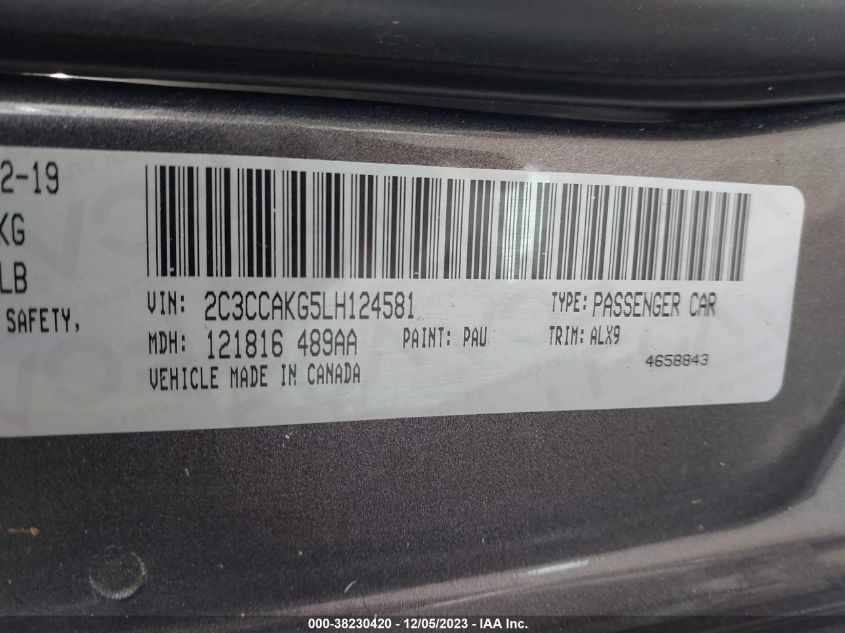 2-19
KG
LB
SAFETY,
VIN: 2C3CCAKG5LH124581 TYPE: PASSENGER CAR
MDH: 121816 489AA PAINT: PAU TRIM: ALX9
VEHICLE MADE IN CANADA 4658843
000-38230420 - 12/05/2023 - IAA Inc.